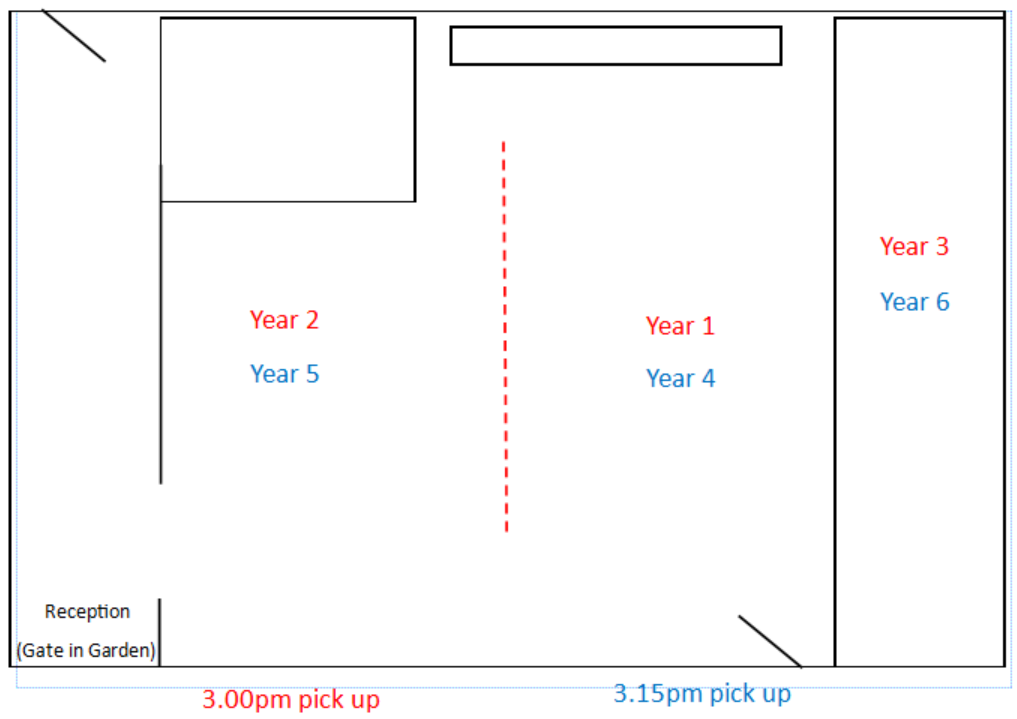 Year 3
Year 6
Year 2
Year 1
Year 5
Year 4
Reception
(Gate in Garden)
3.00pm pick up
3.15pm pick up